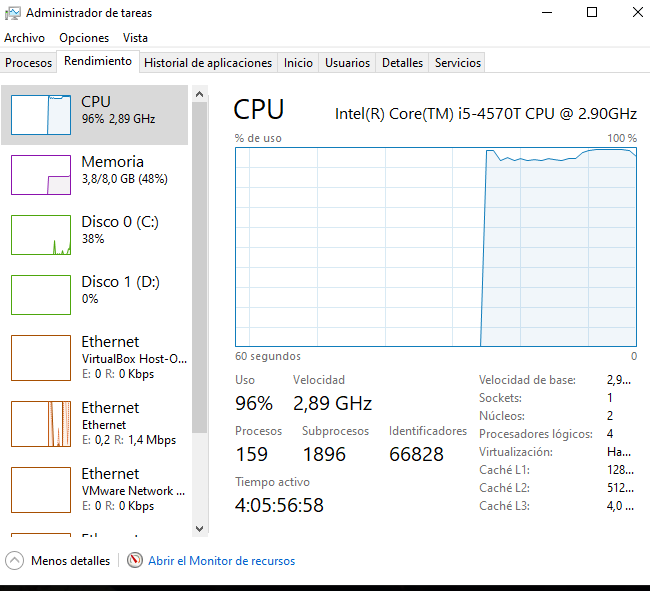 Administrador de tareas
Archivo Opciones Vista
Procesos Rendimiento Historial de aplicaciones Inicio Usuarios Detalles Servicios
CPU
96% 2,89 GHz
Memoria
3,8/8,0 GB (48%)
Disco 0 (C:)
38%
Disco 1 (D:)
0%
Ethernet
VirtualBox Host-O...
E: 0 R: 0 Kbps
Ethernet
Ethernet
E: 0,2 R: 1,4 Mbps
Ethernet
VMware Network ...
E: 0 R: 0 Kbps
CPU Intel(R) Core(TM) i5-4570T CPU @ 2.90GHz
% de uso 100 %
60 segundos 0
Uso Velocidad
96% 2,89 GHz
Procesos Subprocesos Identificadores
159 1896 66828
Tiempo activo
4:05:56:58
Velocidad de base: 2,9...
Sockets: 1
Núcleos: 2
Procesadores lógicos: 4
Virtualización: Ha...
Caché L1: 128...
Caché L2: 512...
Caché L3: 4,0 ...
Menos detalles Abrir el Monitor de recursos